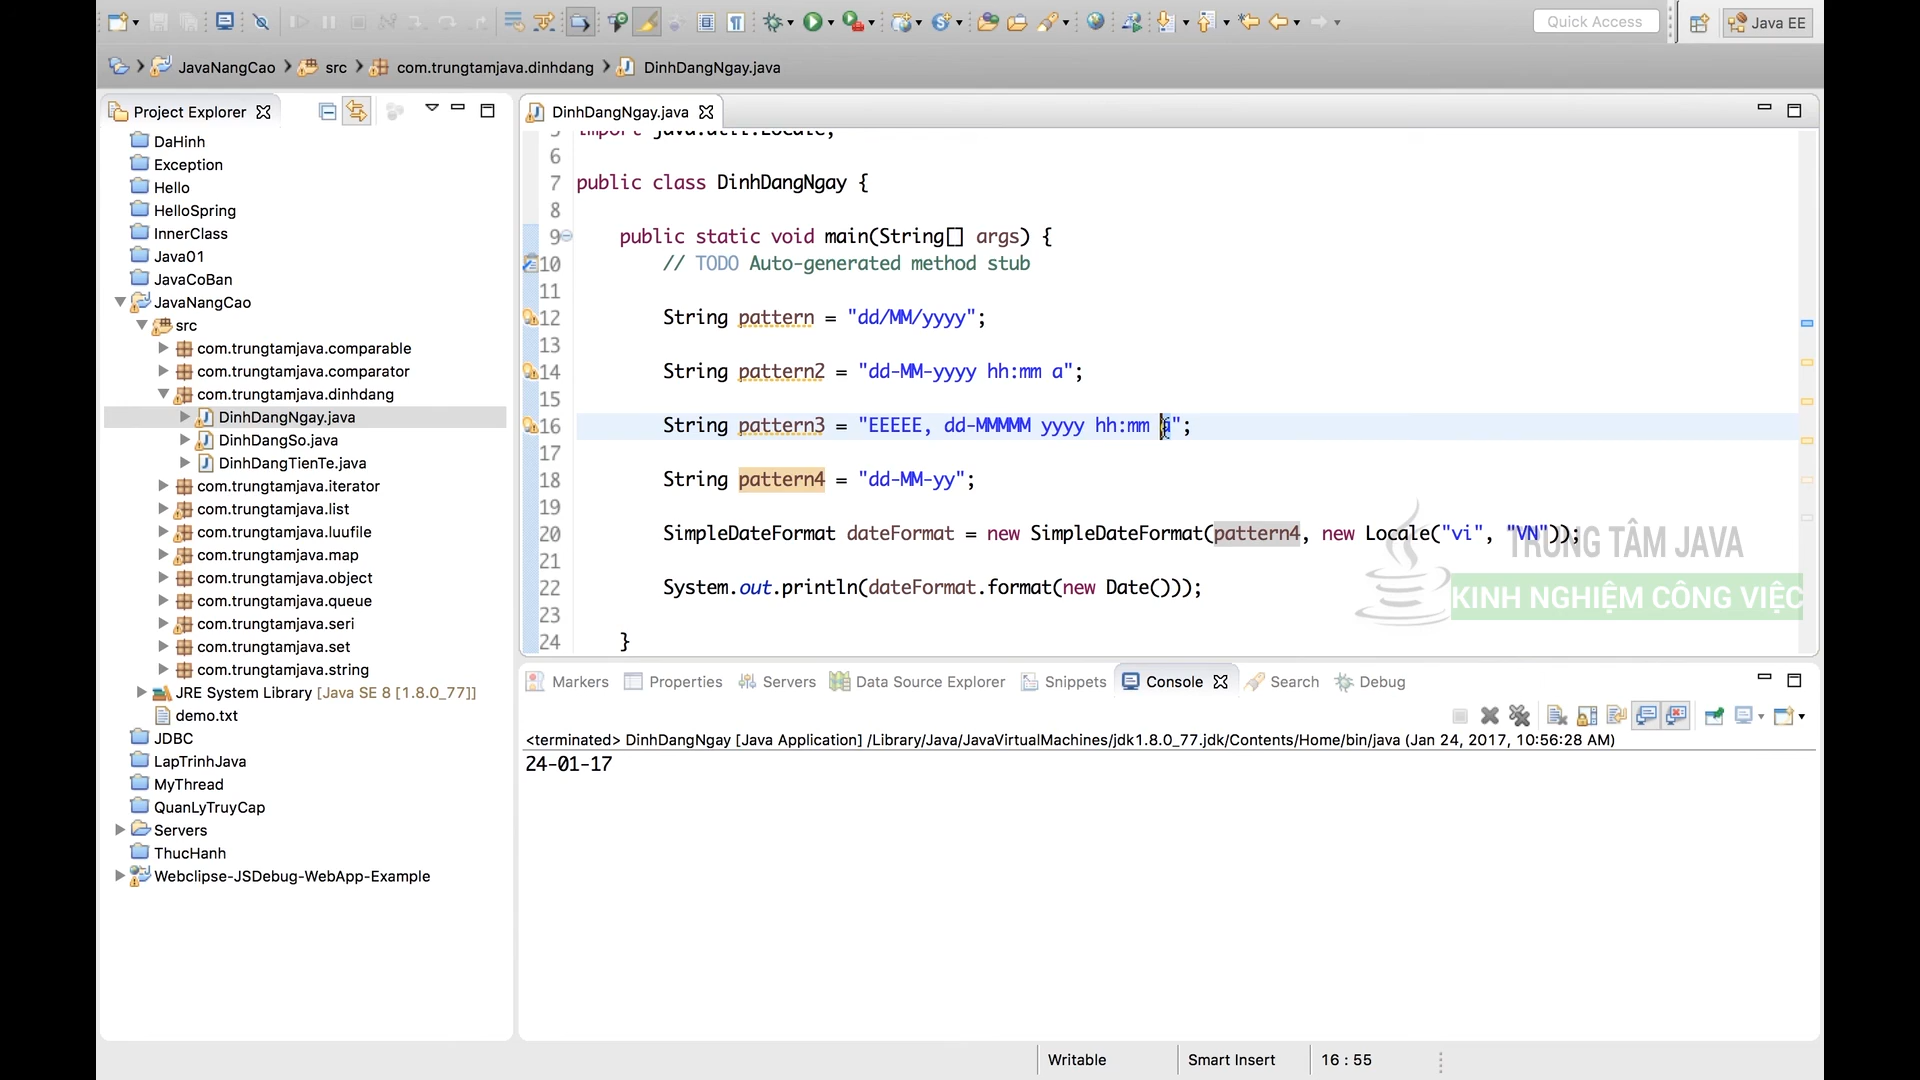 Quick Access
Java EE
JavaNangCao
src
com.trungtamjava.dinhdang
DinhDangNgay.java
Project Explorer
DaHinh
Exception
Hello
HelloSpring
InnerClass
Java01
JavaCoBan
JavaNangCao
src
com.trungtamjava.comparable
com.trungtamjava.comparator
com.trungtamjava.dinhdang
DinhDangNgay.java
DinhDangSo.java
DinhDangTienTe.java
com.trungtamjava.iterator
com.trungtamjava.list
com.trungtamjava.luufile
com.trungtamjava.map
com.trungtamjava.object
com.trungtamjava.queue
com.trungtamjava.seri
com.trungtamjava.set
com.trungtamjava.string
JRE System Library [Java SE 8 [1.8.0_77]]
demo.txt
JDBC
LapTrinhJava
MyThread
QuanLyTruyCap
Servers
ThucHanh
Webclipse-JSDebug-WebApp-Example
DinhDangNgay.java
5 import java.util.Locale;
6
7 public class DinhDangNgay {
8
9 public static void main(String[] args) {
10 // TODO Auto-generated method stub
11
12 String pattern = "dd/MM/yyyy";
13
14 String pattern2 = "dd-MM-yyyy hh:mm a";
15
16 String pattern3 = "EEEEE, dd-MMMMM yyyy hh:mm a";
17
18 String pattern4 = "dd-MM-yy";
19
20 SimpleDateFormat dateFormat = new SimpleDateFormat(pattern4, new Locale("vi", "VN"));
21
22 System.out.println(dateFormat.format(new Date()));
23
24 }
TRUNG TÂM JAVA
KINH NGHIỆM CÔNG VIỆC
Markers
Properties
Servers
Data Source Explorer
Snippets
Console
Search
Debug
<terminated> DinhDangNgay [Java Application] /Library/Java/JavaVirtualMachines/jdk1.8.0_77.jdk/Contents/Home/bin/java (Jan 24, 2017, 10:56:28 AM)
24-01-17
Writable
Smart Insert
16 : 55